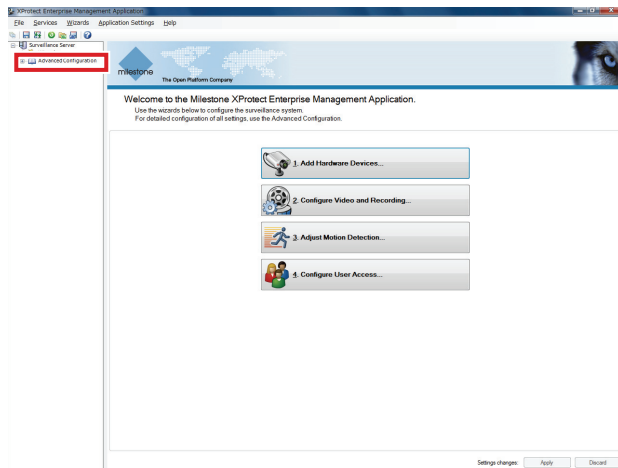 XProtect Enterprise Management Application
File Services Wizards Application Settings Help
Surveillance Server
Advanced Configuration
milestone
The Open Platform Company
Welcome to the Milestone XProtect Enterprise Management Application.
Use the wizards below to configure the surveillance system.
For detailed configuration of all settings, use the Advanced Configuration.
1. Add Hardware Devices...
2. Configure Video and Recording...
3. Adjust Motion Detection...
4. Configure User Access...
Settings changes: Apply Discard